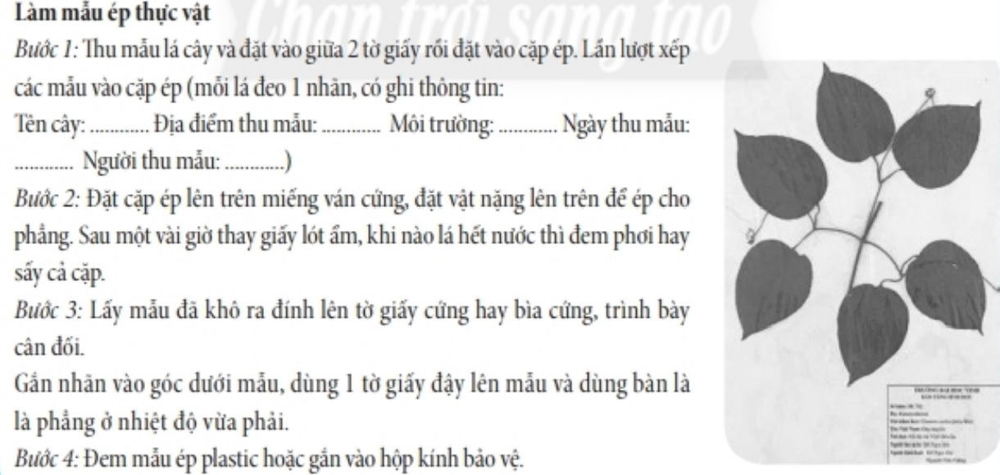 Chân trời sáng tạo
Làm mẫu ép thực vật
Bước 1: Thu mẫu lá cây và đặt vào giữa 2 tờ giấy rồi đặt vào cặp ép. Lần lượt xếp
các mẫu vào cặp ép (mỗi lá đeo 1 nhãn, có ghi thông tin:
Tên cây: ............ Địa điểm thu mẫu: ............ Môi trường: ............ Ngày thu mẫu:
............ Người thu mẫu: ............)
Bước 2: Đặt cặp ép lên trên miếng ván cứng, đặt vật nặng lên trên để ép cho
phẳng. Sau một vài giờ thay giấy lót ẩm, khi nào lá hết nước thì đem phơi hay
sấy cả cặp.
Bước 3: Lấy mẫu đã khô ra đính lên tờ giấy cứng hay bìa cứng, trình bày
cân đối.
Gắn nhãn vào góc dưới mẫu, dùng 1 tờ giấy đậy lên mẫu và dùng bàn là
là phẳng ở nhiệt độ vừa phải.
Bước 4: Đem mẫu ép plastic hoặc gắn vào hộp kính bảo vệ.
TRƯỜNG ĐẠI HỌC VINH